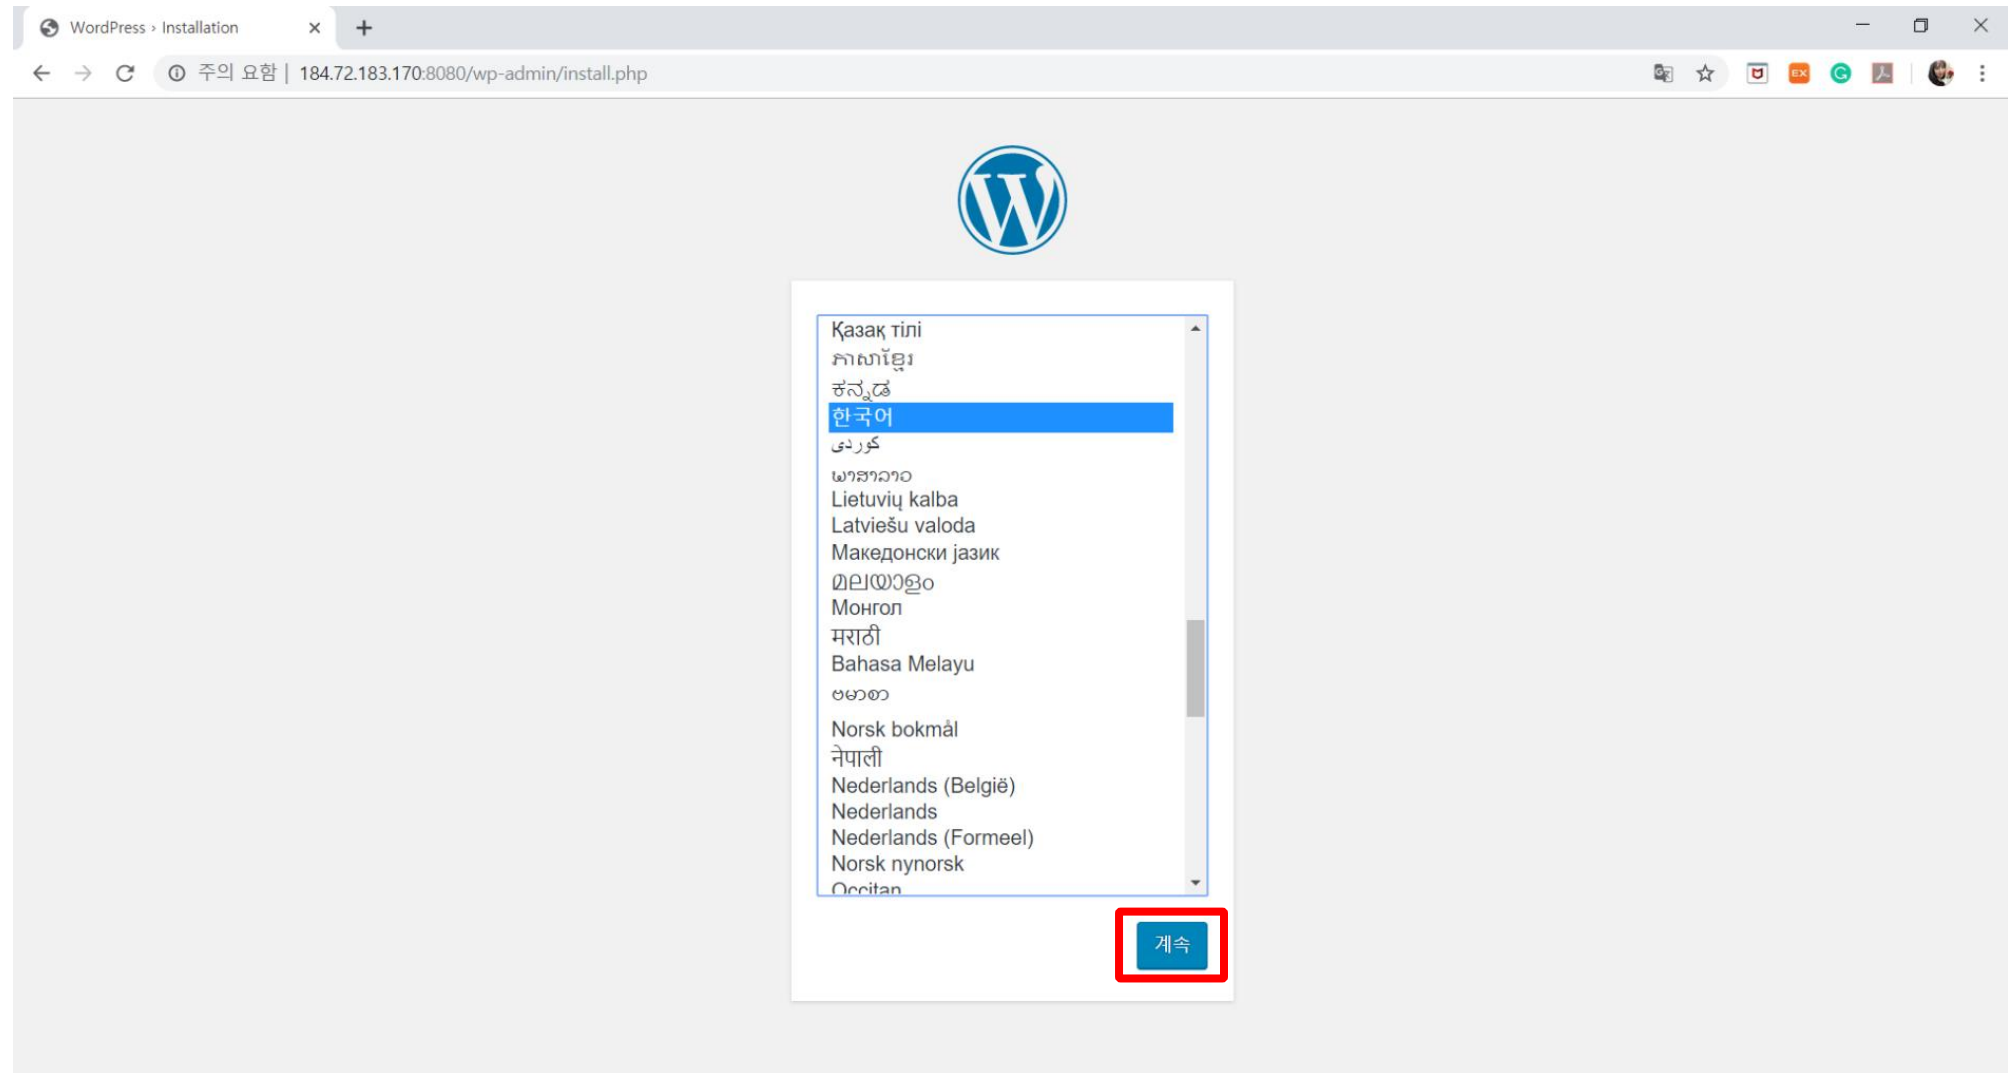 WordPress › Installation
주의 요함 | 184.72.183.170:8080/wp-admin/install.php
Қазақ тілі
ភាសាខ្មែរ
ಕನ್ನಡ
한국어
كوردی
ພາສາລາວ
Lietuvių kalba
Latviešu valoda
Македонски јазик
മലയാളം
Монгол
मराठी
Bahasa Melayu
ဗမာစာ
Norsk bokmål
नेपाली
Nederlands (België)
Nederlands
Nederlands (Formeel)
Norsk nynorsk
Occitan
계속